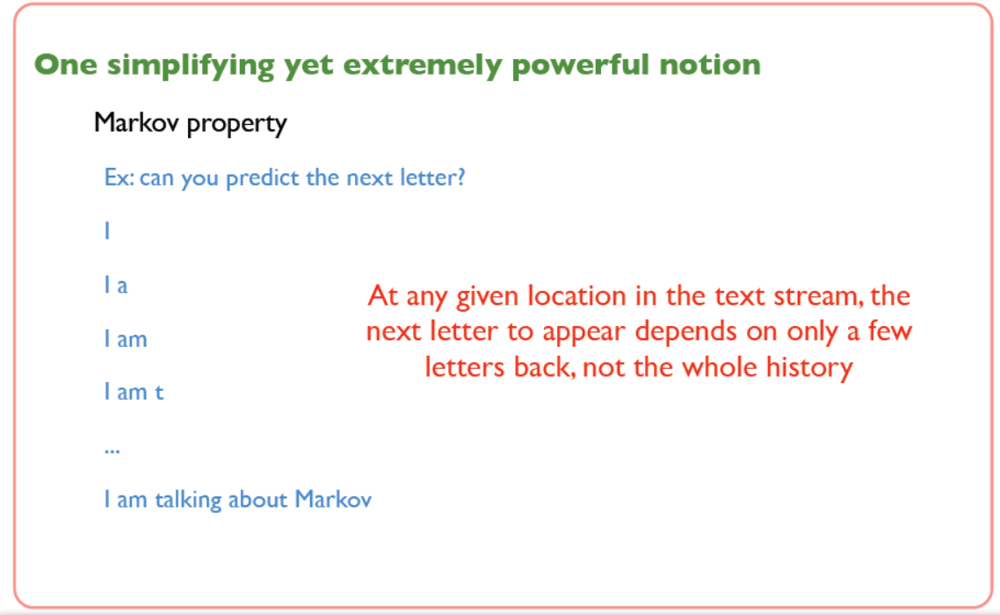 One simplifying yet extremely powerful notion
Markov property
Ex: can you predict the next letter?
I
I a
I am
I am t
...
I am talking about Markov
At any given location in the text stream, the
next letter to appear depends on only a few
letters back, not the whole history